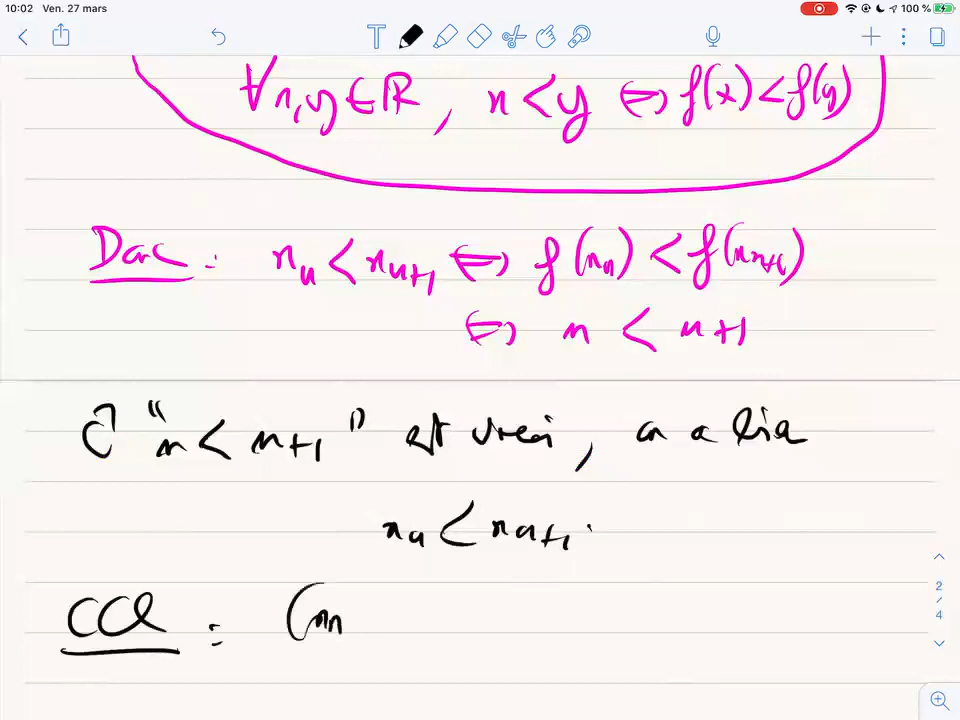 10:02 Ven. 27 mars 100 %
T
∀x,y ∈ ℝ, x < y ⟺ f(x) < f(y)
Donc : xₙ < xₙ₊₁ ⟺ f(xₙ) < f(xₙ₊₁)
⟺ n < n+1
Cỡ "n < n+1" est vrai, on a bien
xₙ < xₙ₊₁.
CCL : (xₙ
2
/
4